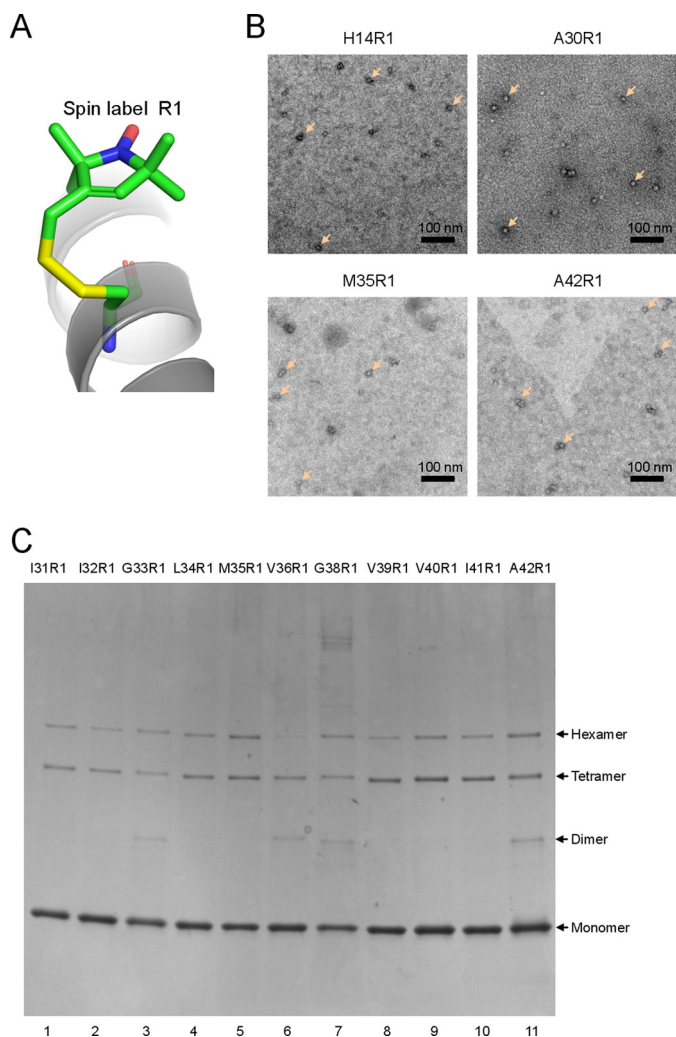 A
Spin label R1
B
H14R1 A30R1
100 nm 100 nm
M35R1 A42R1
100 nm 100 nm
C
I31R1 I32R1 G33R1 L34R1 M35R1 V36R1 G38R1 V39R1 V40R1 I41R1 A42R1
Hexamer
Tetramer
Dimer
Monomer
1 2 3 4 5 6 7 8 9 10 11